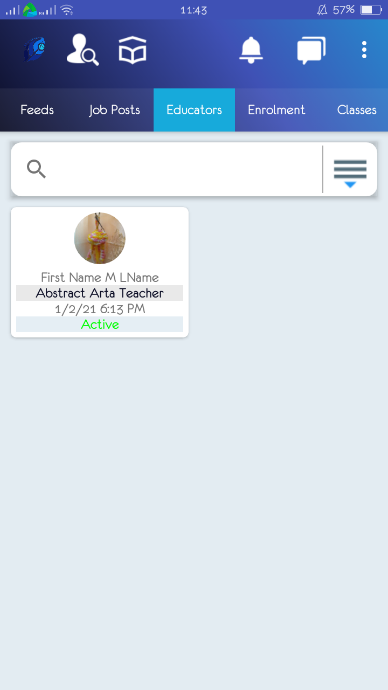 11:43 57%
Feeds Job Posts Educators Enrolment Classes
First Name M LName
Abstract Arta Teacher
1/2/21 6:13 PM
Active